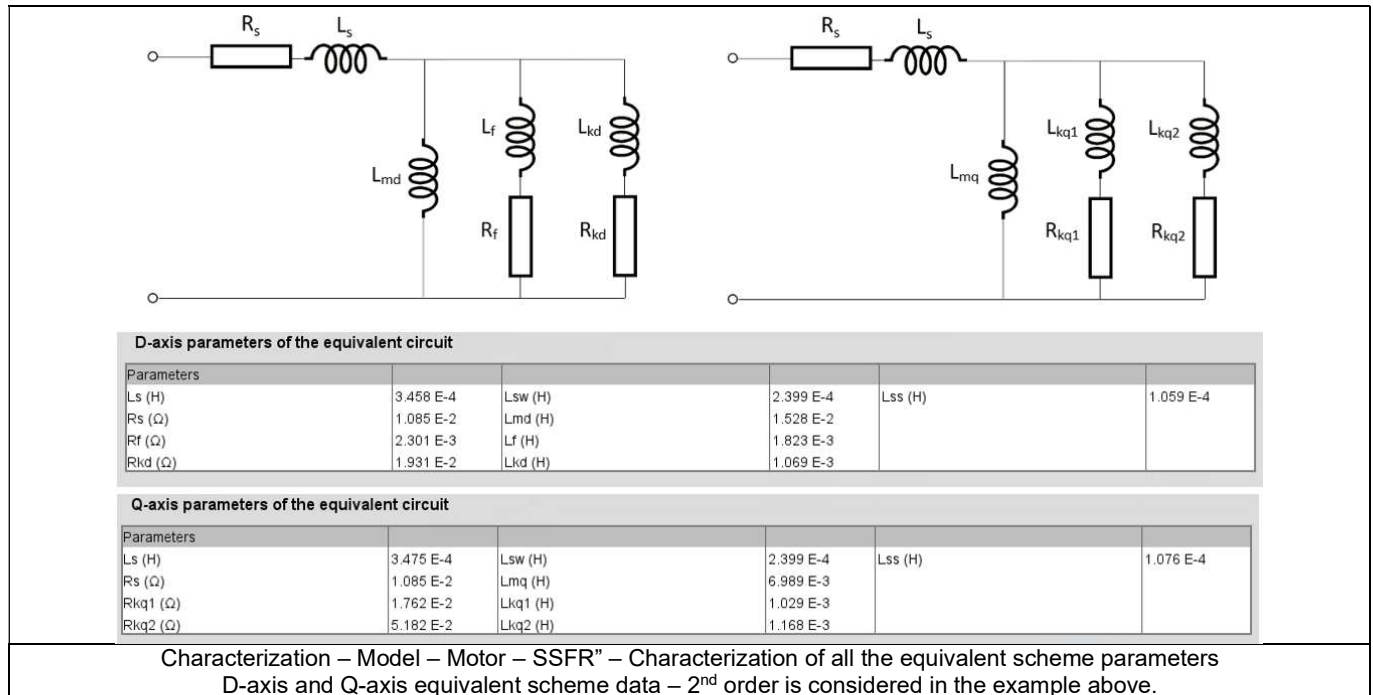 Rs Ls
Lmd
Lf
Lkd
Rf
Rkd
Rs Ls
Lmq
Lkq1
Lkq2
Rkq1
Rkq2
D-axis parameters of the equivalent circuit
Parameters
Ls (H) 3.458 E-4 Lsw (H) 2.399 E-4 Lss (H) 1.059 E-4
Rs (Ω) 1.085 E-2 Lmd (H) 1.528 E-2
Rf (Ω) 2.301 E-3 Lf (H) 1.823 E-3
Rkd (Ω) 1.931 E-2 Lkd (H) 1.069 E-3
Q-axis parameters of the equivalent circuit
Parameters
Ls (H) 3.475 E-4 Lsw (H) 2.399 E-4 Lss (H) 1.076 E-4
Rs (Ω) 1.085 E-2 Lmq (H) 6.989 E-3
Rkq1 (Ω) 1.762 E-2 Lkq1 (H) 1.029 E-3
Rkq2 (Ω) 5.182 E-2 Lkq2 (H) 1.168 E-3
Characterization – Model – Motor – SSFR” – Characterization of all the equivalent scheme parameters
D-axis and Q-axis equivalent scheme data – 2nd order is considered in the example above.